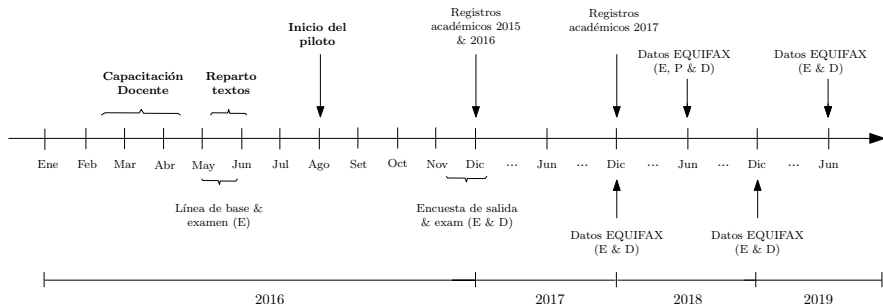 Registros
académicos 2015
& 2016
Registros
académicos 2017
Inicio del
piloto
Datos EQUIFAX
(E, P & D)
Datos EQUIFAX
(E & D)
Capacitación
Docente
Reparto
textos
Ene Feb Mar Abr May Jun Jul Ago Set Oct Nov Dic ... Jun ... Dic ... Jun ... Dic ... Jun
Línea de base &
examen (E)
Encuesta de salida
& exam (E & D)
Datos EQUIFAX
(E & D)
Datos EQUIFAX
(E & D)
2016 2017 2018 2019